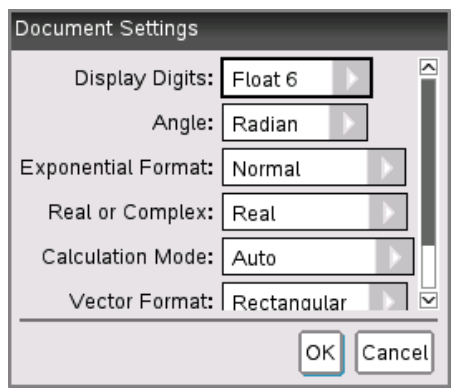 Document Settings
Display Digits: Float 6
Angle: Radian
Exponential Format: Normal
Real or Complex: Real
Calculation Mode: Auto
Vector Format: Rectangular
OK Cancel